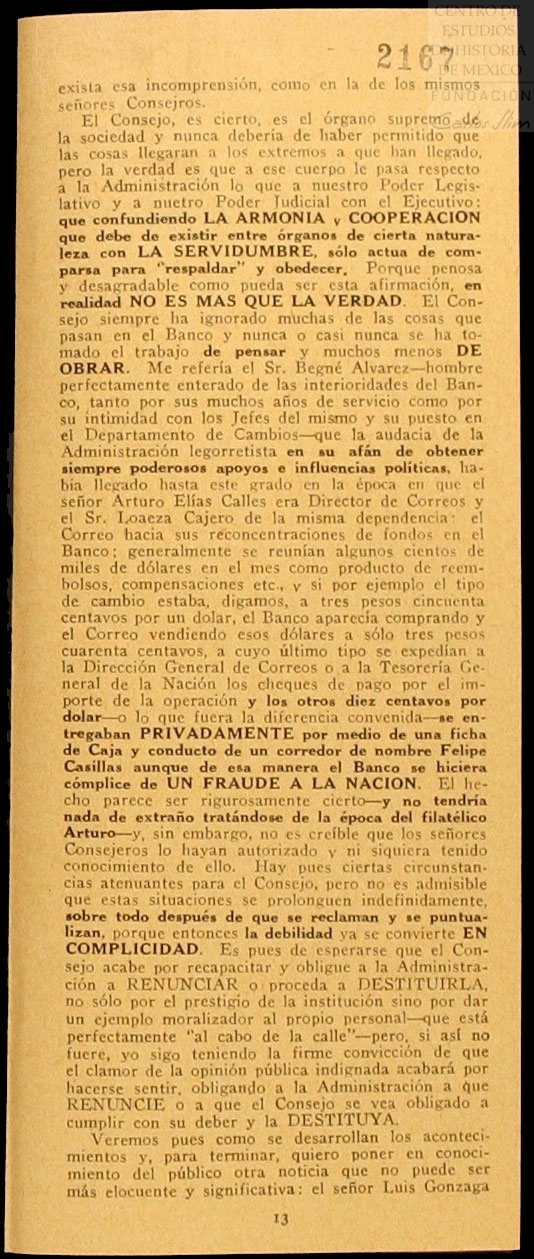 CENTRO DE
ESTUDIOS
DE HISTORIA
DE MEXICO
FUNDACIÓN
Carlos Slim
2167
exista esa incomprensión, como en la de los mismos
señores Consejros.
El Consejo, es cierto, es el órgano supremo de
la sociedad y nunca debería de haber permitido que
las cosas llegaran a los extremos a que han llegado,
pero la verdad es que a ese cuerpo le pasa respecto
a la Administración lo que a nuestro Poder Legis-
lativo y a nuetro Poder Judicial con el Ejecutivo:
que confundiendo LA ARMONIA y COOPERACION
que debe de existir entre órganos de cierta natura-
leza con LA SERVIDUMBRE, sólo actua de com-
parsa para "respaldar" y obedecer. Porque penosa
y desagradable como pueda ser esta afirmación, en
realidad NO ES MAS QUE LA VERDAD. El Con-
sejo siempre ha ignorado muchas de las cosas que
pasan en el Banco y nunca o casi nunca se ha to-
mado el trabajo de pensar y muchos menos DE
OBRAR. Me refería el Sr. Begné Alvarez—hombre
perfectamente enterado de las interioridades del Ban-
co, tanto por sus muchos años de servicio como por
su intimidad con los Jefes del mismo y su puesto en
el Departamento de Cambios—que la audacia de la
Administración legorretista en su afán de obtener
siempre poderosos apoyos e influencias políticas, ha-
bía llegado hasta este grado en la época en que el
señor Arturo Elías Calles era Director de Correos y
el Sr. Loaeza Cajero de la misma dependencia: el
Correo hacia sus reconcentraciones de fondos en el
Banco; generalmente se reunían algunos cientos de
miles de dólares en el mes como producto de reem-
bolsos, compensaciones etc., y si por ejemplo el tipo
de cambio estaba, digamos, a tres pesos cincuenta
centavos por un dolar, el Banco aparecía comprando y
el Correo vendiendo esos dólares a sólo tres pesos
cuarenta centavos, a cuyo último tipo se expedían a
la Dirección General de Correos o a la Tesorería Ge-
neral de la Nación los cheques de pago por el im-
porte de la operación y los otros diez centavos por
dolar—o lo que fuera la diferencia convenida—se en-
tregaban PRIVADAMENTE por medio de una ficha
de Caja y conducto de un corredor de nombre Felipe
Casillas aunque de esa manera el Banco se hiciera
cómplice de UN FRAUDE A LA NACION. El he-
cho parece ser rigurosamente cierto—y no tendría
nada de extraño tratándose de la época del filatélico
Arturo—y, sin embargo, no es creíble que los señores
Consejeros lo hayan autorizado y ni siquiera tenido
conocimiento de ello. Hay pues ciertas circunstan-
cias atenuantes para el Consejo, pero no es admisible
que estas situaciones se prolonguen indefinidamente,
sobre todo después de que se reclaman y se puntua-
lizan, porque entonces la debilidad ya se convierte EN
COMPLICIDAD. Es pues de esperarse que el Con-
sejo acabe por recapacitar y obligue a la Administra-
ción a RENUNCIAR o proceda a DESTITUIRLA,
no sólo por el prestigio de la institución sino por dar
un ejemplo moralizador al propio personal—que está
perfectamente "al cabo de la calle"—pero, si así no
fuere, yo sigo teniendo la firme convicción de que
el clamor de la opinión pública indignada acabará por
hacerse sentir, obligando a la Administración a que
RENUNCIE o a que el Consejo se vea obligado a
cumplir con su deber y la DESTITUYA.
Veremos pues como se desarrollan los aconteci-
mientos y, para terminar, quiero poner en conoci-
miento del público otra noticia que no puede ser
más elocuente y significativa: el señor Luis Gonzaga
13